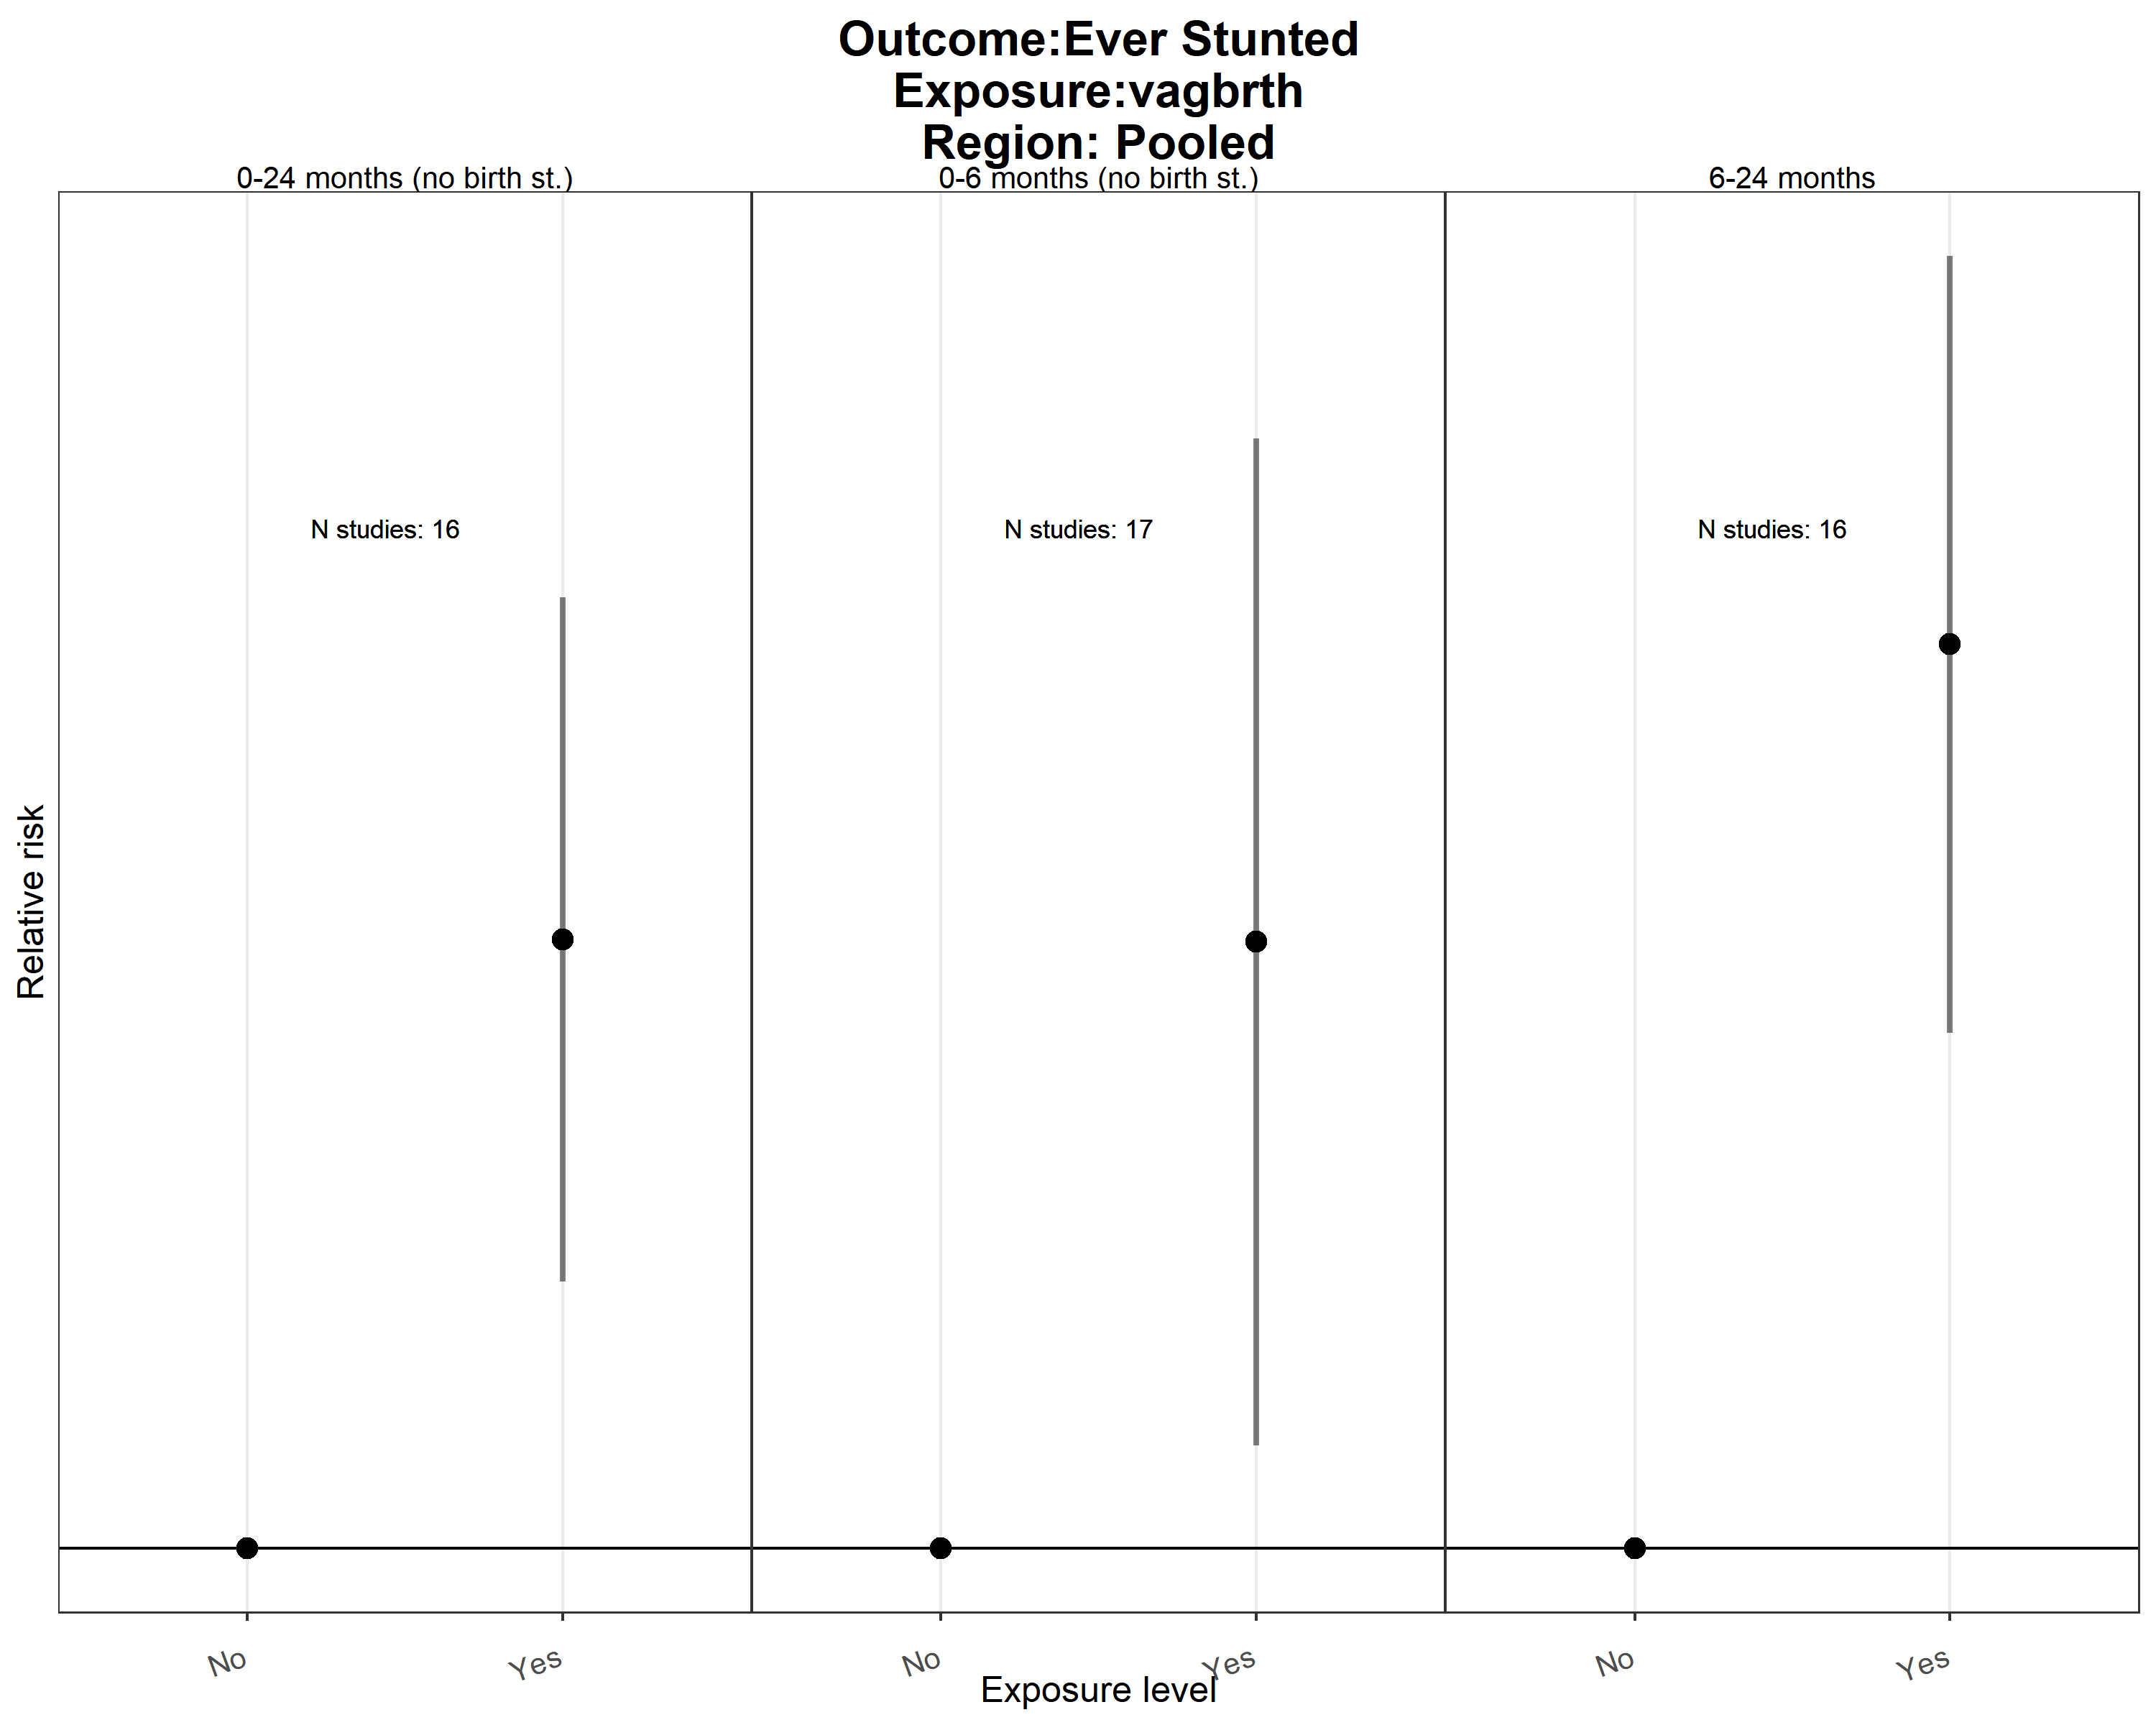 Outcome:Ever Stunted
Exposure:vagbrth
Region: Pooled
0-24 months (no birth st.)
0-6 months (no birth st.)
6-24 months
N studies: 16
N studies: 17
N studies: 16
Relative risk
No
Yes
No
Yes
No
Yes
Exposure level